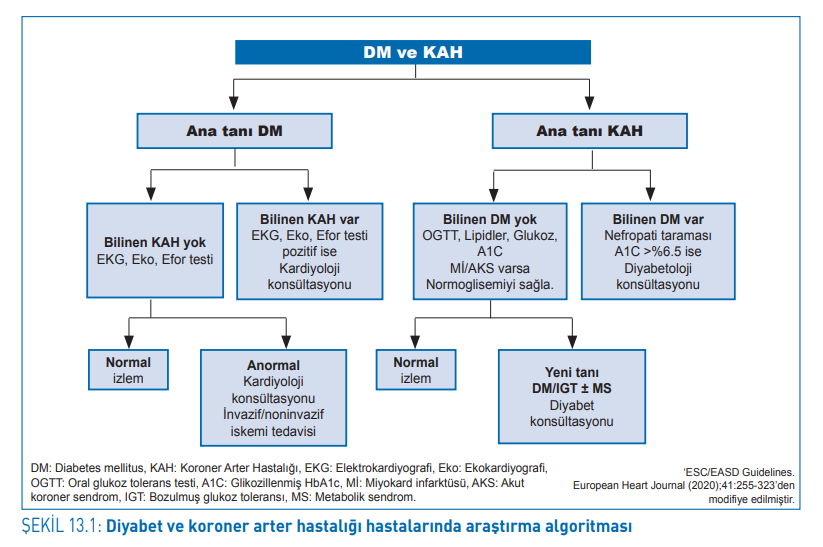 DM ve KAH
Ana tanı DM
Ana tanı KAH
Bilinen KAH yok
EKG, Eko, Efor testi
Bilinen KAH var
EKG, Eko, Efor testi
pozitif ise
Kardiyoloji
konsültasyonu
Bilinen DM yok
OGTT, Lipidler, Glukoz,
A1C
Mİ/AKS varsa
Normoglisemiyi sağla.
Bilinen DM var
Nefropati taraması
A1C >%6.5 ise
Diyabetoloji
konsültasyonu
Normal
izlem
Anormal
Kardiyoloji
konsültasyonu
İnvazif/noninvazif
iskemi tedavisi
Normal
izlem
Yeni tanı
DM/IGT ± MS
Diyabet
konsültasyonu
DM: Diabetes mellitus, KAH: Koroner Arter Hastalığı, EKG: Elektrokardiyografi, Eko: Ekokardiyografi,
OGTT: Oral glukoz tolerans testi, A1C: Glikozillenmiş HbA1c, Mİ: Miyokard infarktüsü, AKS: Akut
koroner sendrom, IGT: Bozulmuş glukoz toleransı, MS: Metabolik sendrom.
'ESC/EASD Guidelines.
European Heart Journal (2020);41:255-323'den
modifiye edilmiştir.
ŞEKİL 13.1: Diyabet ve koroner arter hastalığı hastalarında araştırma algoritması